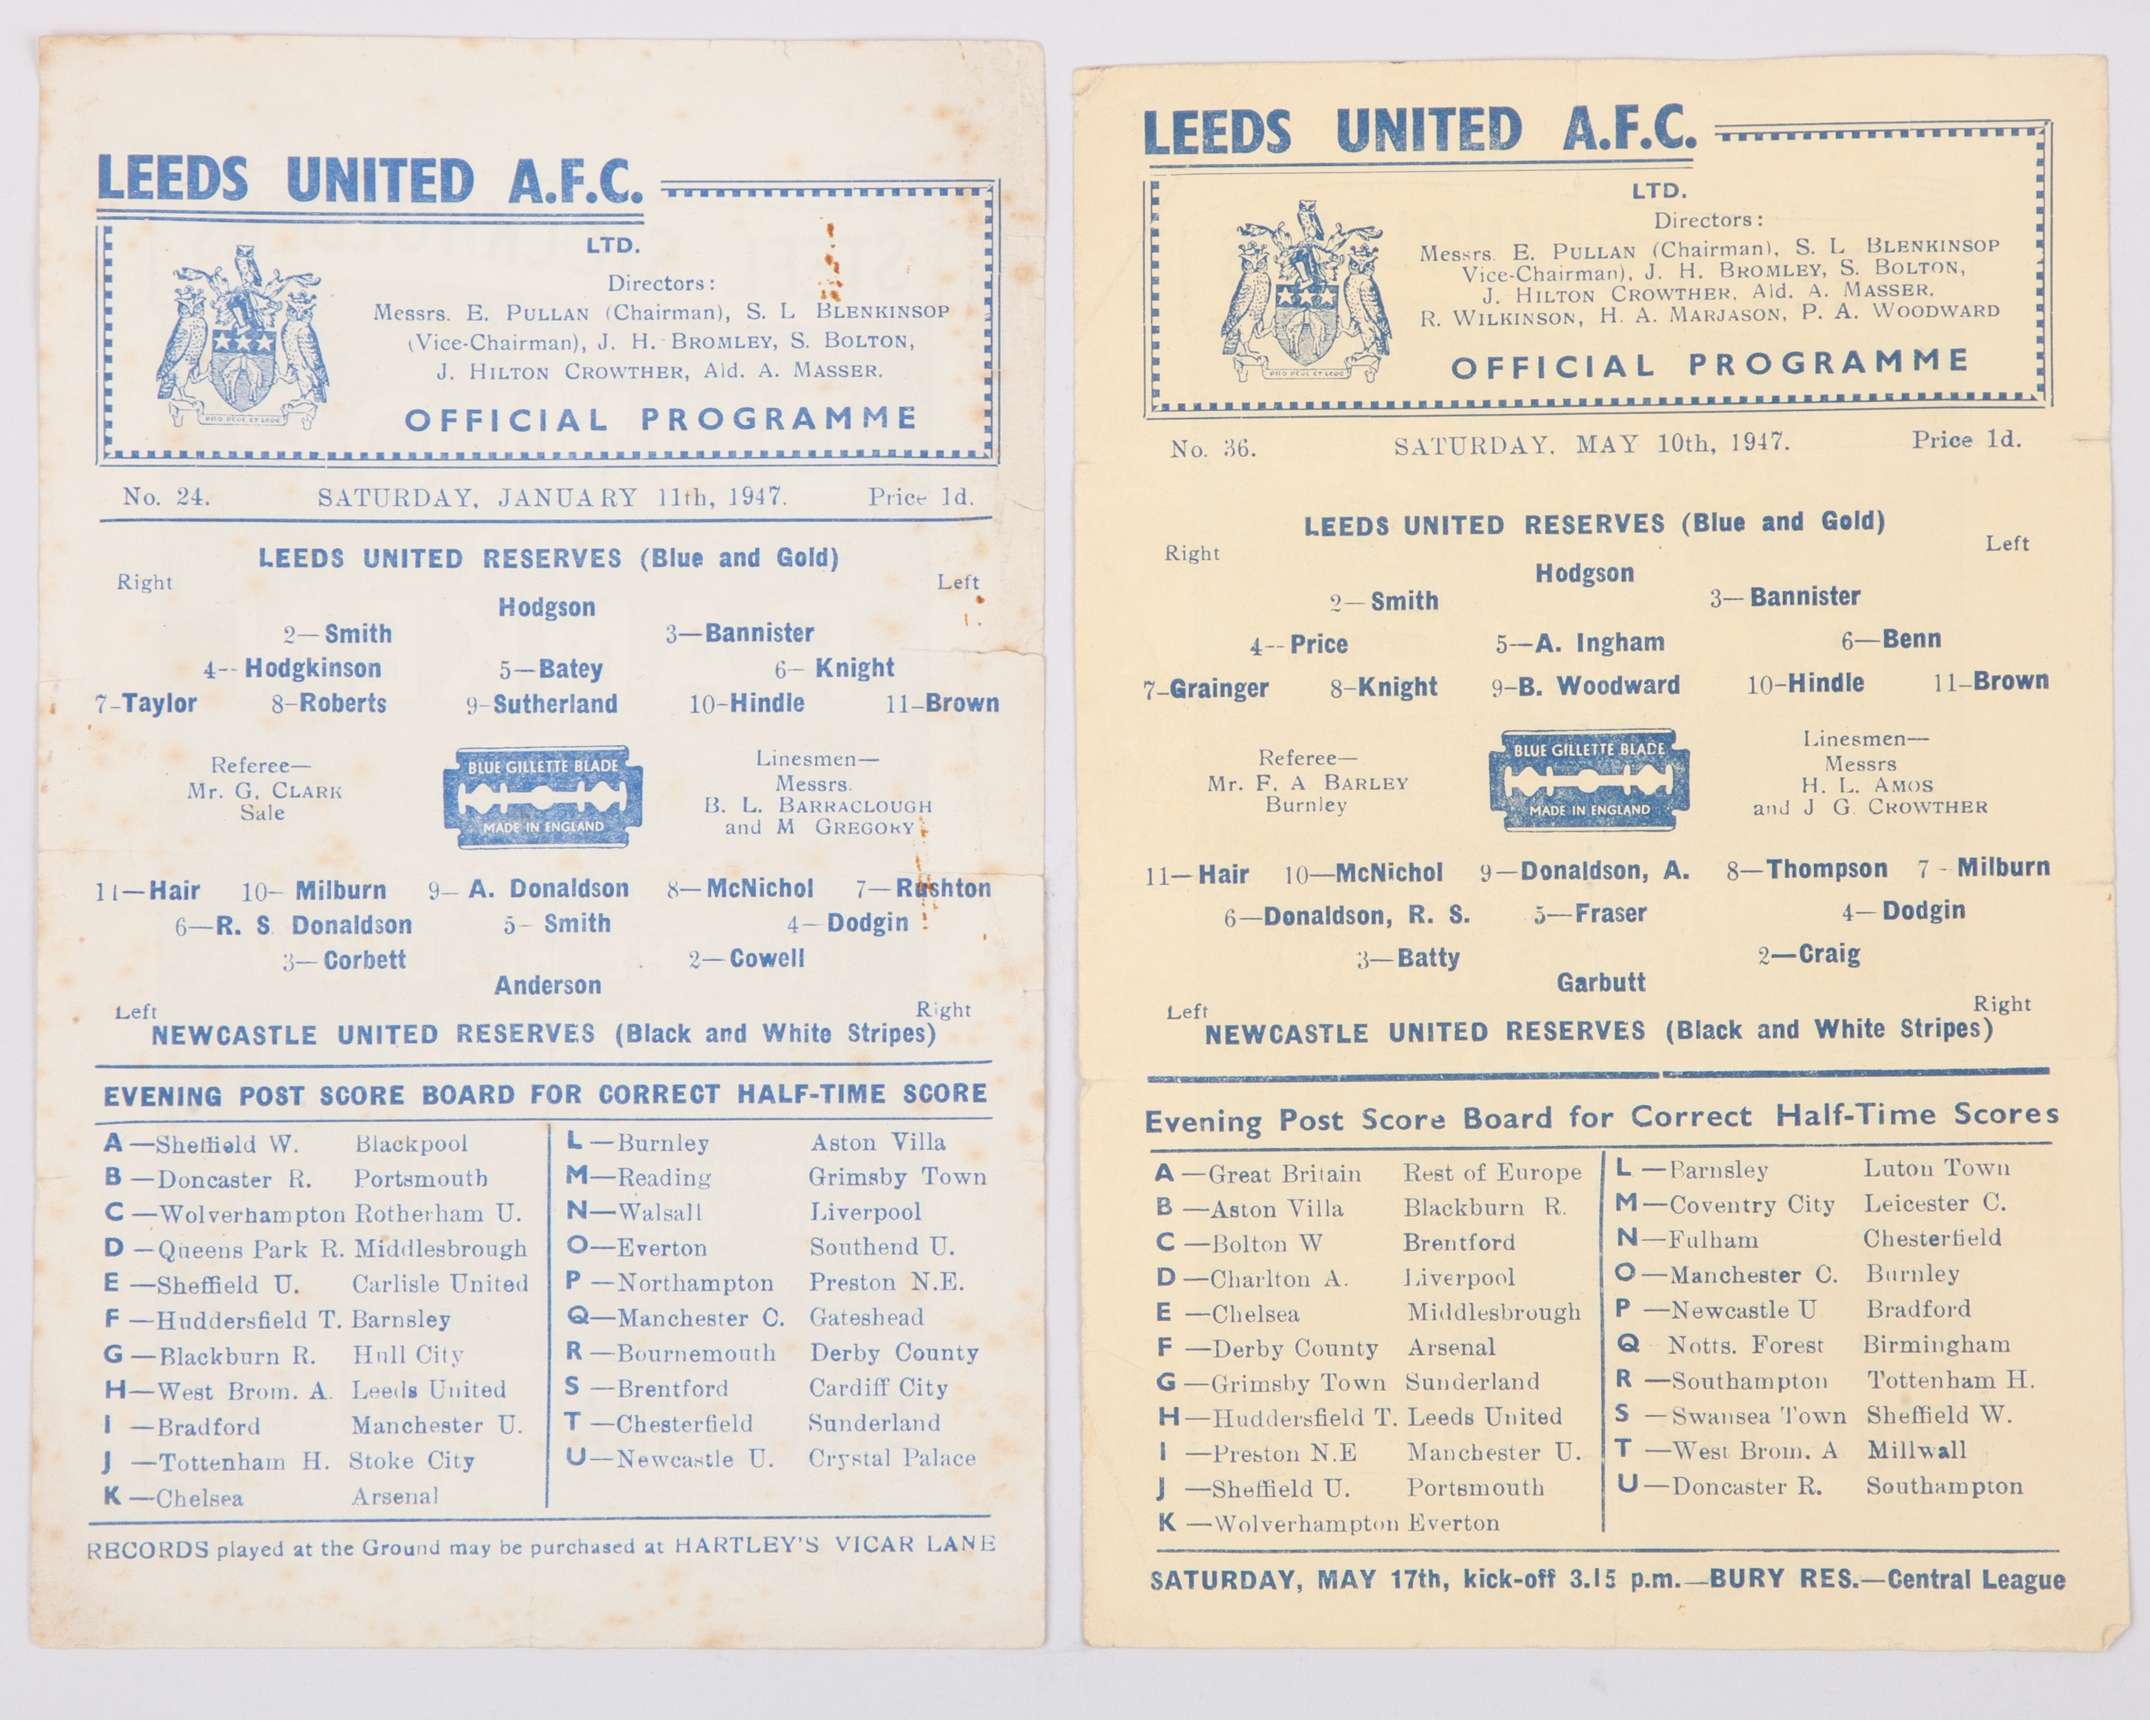 LEEDS UNITED A.F.C.
LTD.
Directors:
Messrs. E. PULLAN (Chairman), S. L BLENKINSOP
(Vice-Chairman), J. H. BROMLEY, S. BOLTON,
J. HILTON CROWTHER, Ald. A. MASSER.
OFFICIAL PROGRAMME
No. 24. SATURDAY, JANUARY 11th, 1947. Price 1d.
LEEDS UNITED RESERVES (Blue and Gold)
Right Left
Hodgson
2—Smith 3—Bannister
4--Hodgkinson 5—Batey 6—Knight
7-Taylor 8-Roberts 9-Sutherland 10-Hindle 11-Brown
Referee—
Mr. G. CLARK
Sale
BLUE GILLETTE BLADE
MADE IN ENGLAND
Linesmen—
Messrs.
B. L. BARRACLOUGH
and M GREGORY
11—Hair 10—Milburn 9—A. Donaldson 8—McNichol 7—Rushton
6—R. S. Donaldson 5—Smith 4—Dodgin
3—Corbett 2—Cowell
Anderson
Left Right
NEWCASTLE UNITED RESERVES (Black and White Stripes)
EVENING POST SCORE BOARD FOR CORRECT HALF-TIME SCORE
A—Sheffield W. Blackpool
B—Doncaster R. Portsmouth
C—Wolverhampton Rotherham U.
D—Queens Park R. Middlesbrough
E—Sheffield U. Carlisle United
F—Huddersfield T. Barnsley
G—Blackburn R. Hull City
H—West Brom. A. Leeds United
I—Bradford Manchester U.
J—Tottenham H. Stoke City
K—Chelsea Arsenal
L—Burnley Aston Villa
M—Reading Grimsby Town
N—Walsall Liverpool
O—Everton Southend U.
P—Northampton Preston N.E.
Q—Manchester C. Gateshead
R—Bournemouth Derby County
S—Brentford Cardiff City
T—Chesterfield Sunderland
U—Newcastle U. Crystal Palace
RECORDS played at the Ground may be purchased at HARTLEY'S VICAR LANE
LEEDS UNITED A.F.C.
LTD.
Directors:
Messrs. E. PULLAN (Chairman), S. L BLENKINSOP
Vice-Chairman), J. H. BROMLEY, S. BOLTON,
J. HILTON CROWTHER, Ald. A. MASSER,
R. WILKINSON, H. A. MARJASON, P. A. WOODWARD
OFFICIAL PROGRAMME
No. 36. SATURDAY, MAY 10th, 1947. Price 1d.
LEEDS UNITED RESERVES (Blue and Gold)
Right Left
Hodgson
2—Smith 3—Bannister
4--Price 5—A. Ingham 6—Benn
7-Grainger 8-Knight 9-B. Woodward 10-Hindle 11-Brown
Referee—
Mr. F. A BARLEY
Burnley
BLUE GILLETTE BLADE
MADE IN ENGLAND
Linesmen—
Messrs
H. L. AMOS
and J G. CROWTHER
11—Hair 10—McNichol 9—Donaldson, A. 8—Thompson 7-Milburn
6—Donaldson, R. S. 5—Fraser 4—Dodgin
3—Batty 2—Craig
Garbutt
Left Right
NEWCASTLE UNITED RESERVES (Black and White Stripes)
Evening Post Score Board for Correct Half-Time Scores
A—Great Britain Rest of Europe
B—Aston Villa Blackburn R.
C—Bolton W Brentford
D—Charlton A. Liverpool
E—Chelsea Middlesbrough
F—Derby County Arsenal
G—Grimsby Town Sunderland
H—Huddersfield T. Leeds United
I—Preston N.E Manchester U.
J—Sheffield U. Portsmouth
K—Wolverhampton Everton
L—Barnsley Luton Town
M—Coventry City Leicester C.
N—Fulham Chesterfield
O—Manchester C. Burnley
P—Newcastle U Bradford
Q Notts. Forest Birmingham
R—Southampton Tottenham H.
S—Swansea Town Sheffield W.
T—West Brom. A Millwall
U—Doncaster R. Southampton
SATURDAY, MAY 17th, kick-off 3.15 p.m.—BURY RES.—Central League